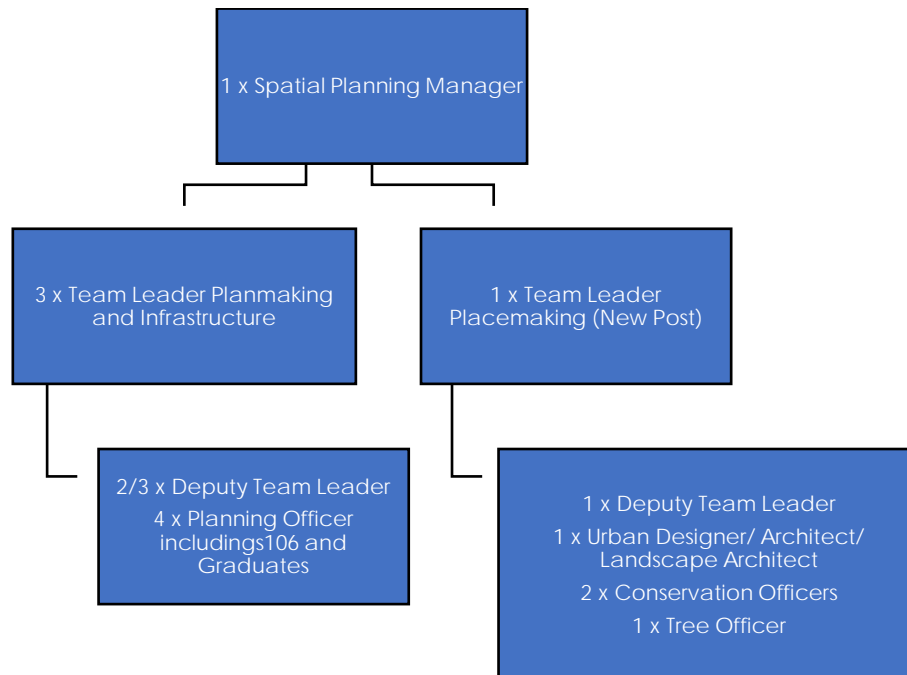 1 x Spatial Planning Manager
3 x Team Leader Planmaking
and Infrastructure
1 x Team Leader
Placemaking (New Post)
2/3 x Deputy Team Leader
4 x Planning Officer
includings106 and
Graduates
1 x Deputy Team Leader
1 x Urban Designer/ Architect/
Landscape Architect
2 x Conservation Officers
1 x Tree Officer